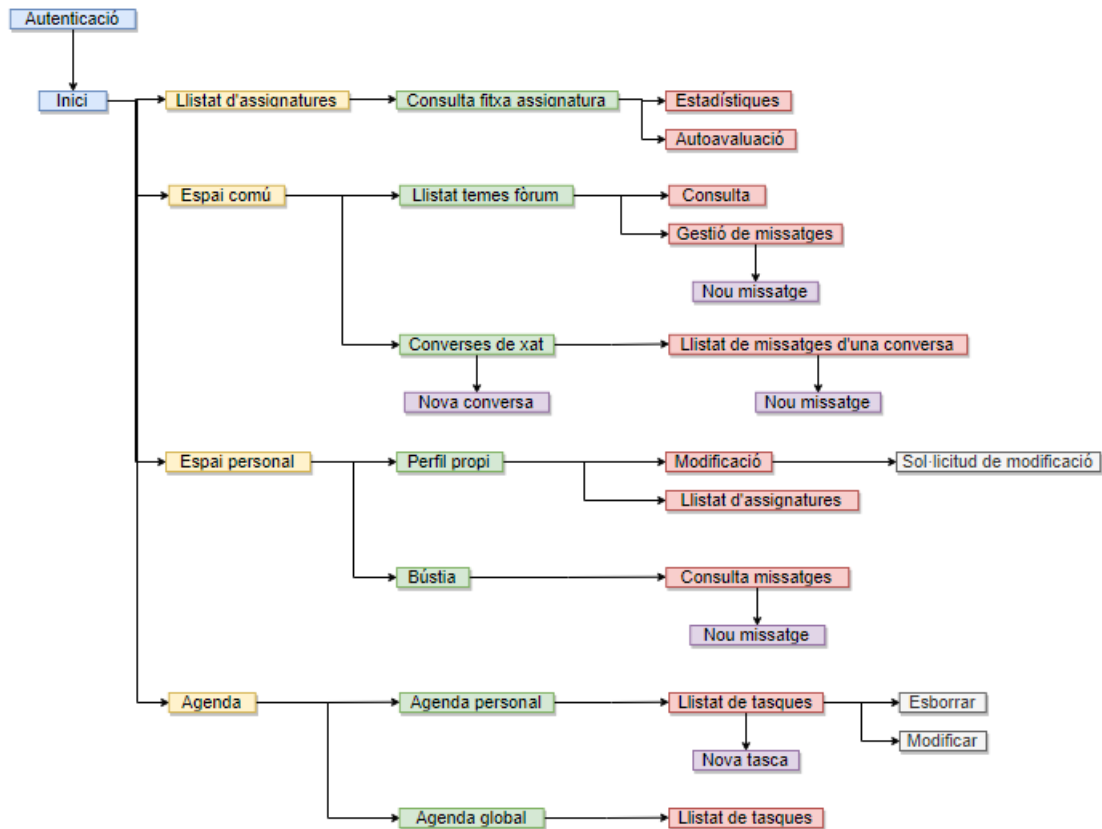 Autenticació
Inici
Llistat d'assignatures
Consulta fitxa assignatura
Estadístiques
Autoavaluació
Espai comú
Llistat temes fòrum
Consulta
Gestió de missatges
Nou missatge
Converses de xat
Llistat de missatges d'una conversa
Nova conversa
Nou missatge
Espai personal
Perfil propi
Modificació
Sol·licitud de modificació
Llistat d'assignatures
Bústia
Consulta missatges
Nou missatge
Agenda
Agenda personal
Llistat de tasques
Esborrar
Modificar
Nova tasca
Agenda global
Llistat de tasques